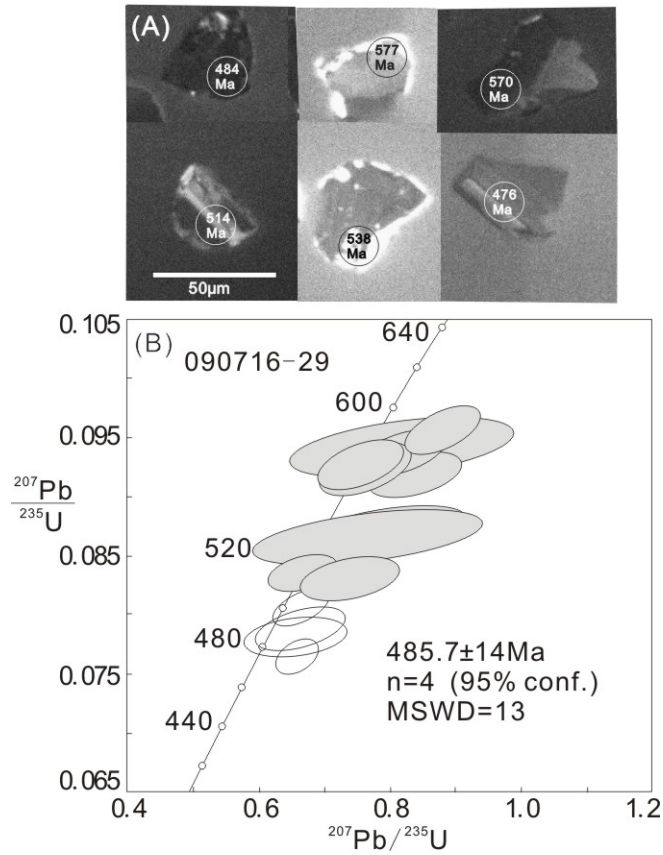 (A)
484 Ma
577 Ma
570 Ma
514 Ma
538 Ma
476 Ma
50μm
(B)
090716-29
0.105
0.095
0.085
0.075
0.065
207Pb
235U
640
600
520
480
440
485.7±14Ma
n=4 (95% conf.)
MSWD=13
0.4 0.6 0.8 1.0 1.2
207Pb/235U